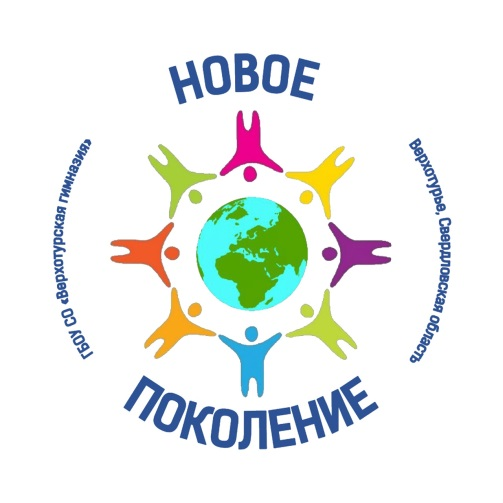 НОВОЕ
ГБОУ СО «Верхотурская гимназия»
Верхотурье, Свердловская область
ПОКОЛЕНИЕ